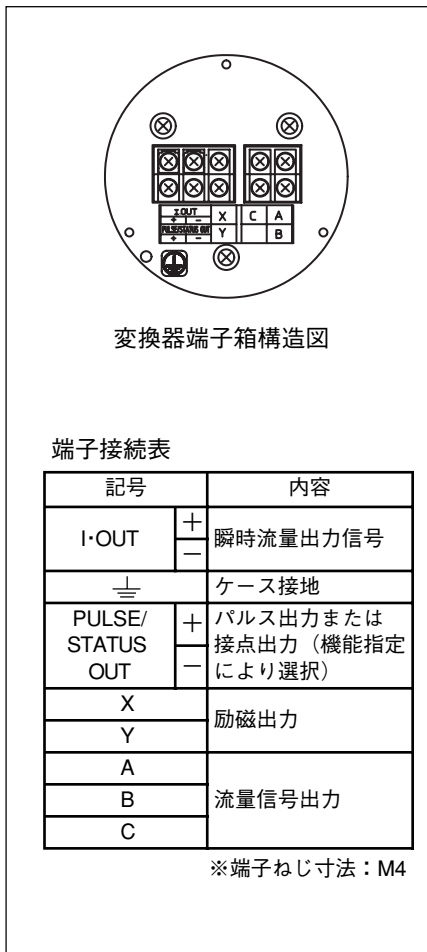 I OUT X C A
+ −
PULSE/STATUS OUT Y B
+ −
変換器端子箱構造図
端子接続表
記号 内容
I･OUT + 瞬時流量出力信号
−
⏚ ケース接地
PULSE/ + パルス出力または
STATUS 接点出力（機能指定
OUT − により選択）
X 励磁出力
Y
A 流量信号出力
B
C
※端子ねじ寸法：M4